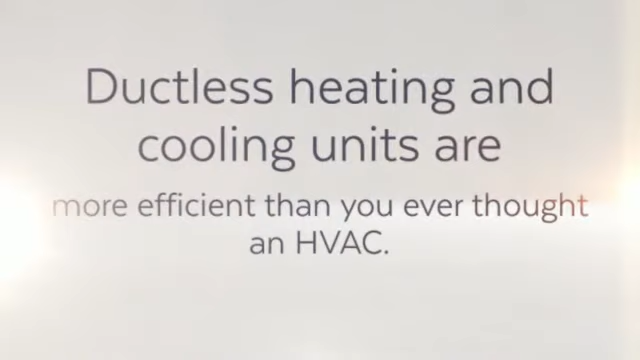 Ductless heating and
cooling units are
more efficient than you ever thought
an HVAC.